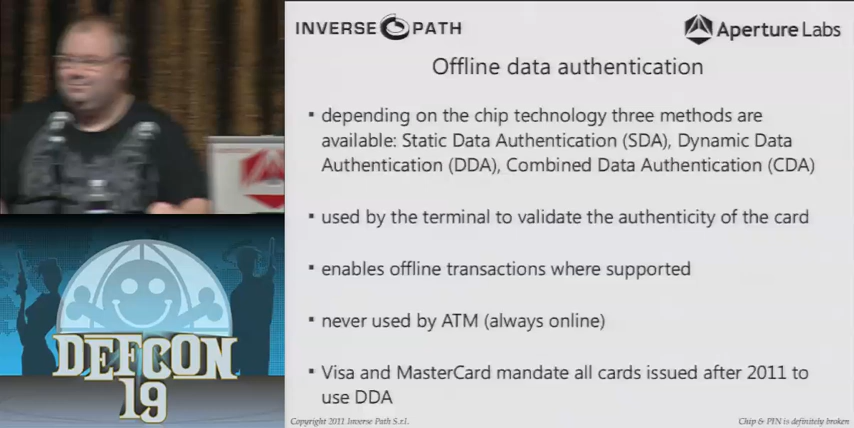 INVERSE PATH
Aperture Labs
Offline data authentication
▪ depending on the chip technology three methods are
available: Static Data Authentication (SDA), Dynamic Data
Authentication (DDA), Combined Data Authentication (CDA)
▪ used by the terminal to validate the authenticity of the card
▪ enables offline transactions where supported
▪ never used by ATM (always online)
▪ Visa and MasterCard mandate all cards issued after 2011 to
use DDA
Copyright 2011 Inverse Path S.r.l.
Chip & PIN is definitely broken
DEFCON
19